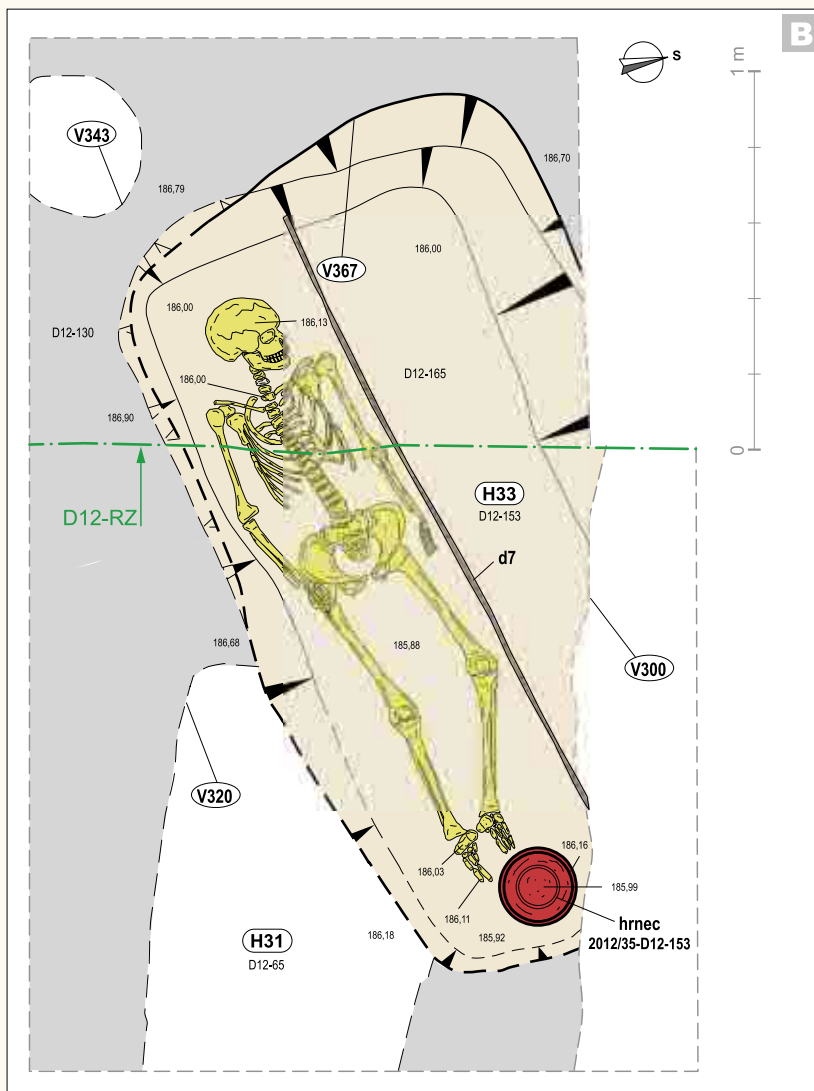 B
S
1 m
V343
186,79
186,70
V367
186,00
186,00
186,13
D12-130
D12-165
186,00
186,90
0
H33
D12-RZ
D12-153
d7
186,68
185,88
V300
V320
186,16
186,03
185,99
186,11
hrnec
186,18
185,92
2012/35-D12-153
H31
D12-65